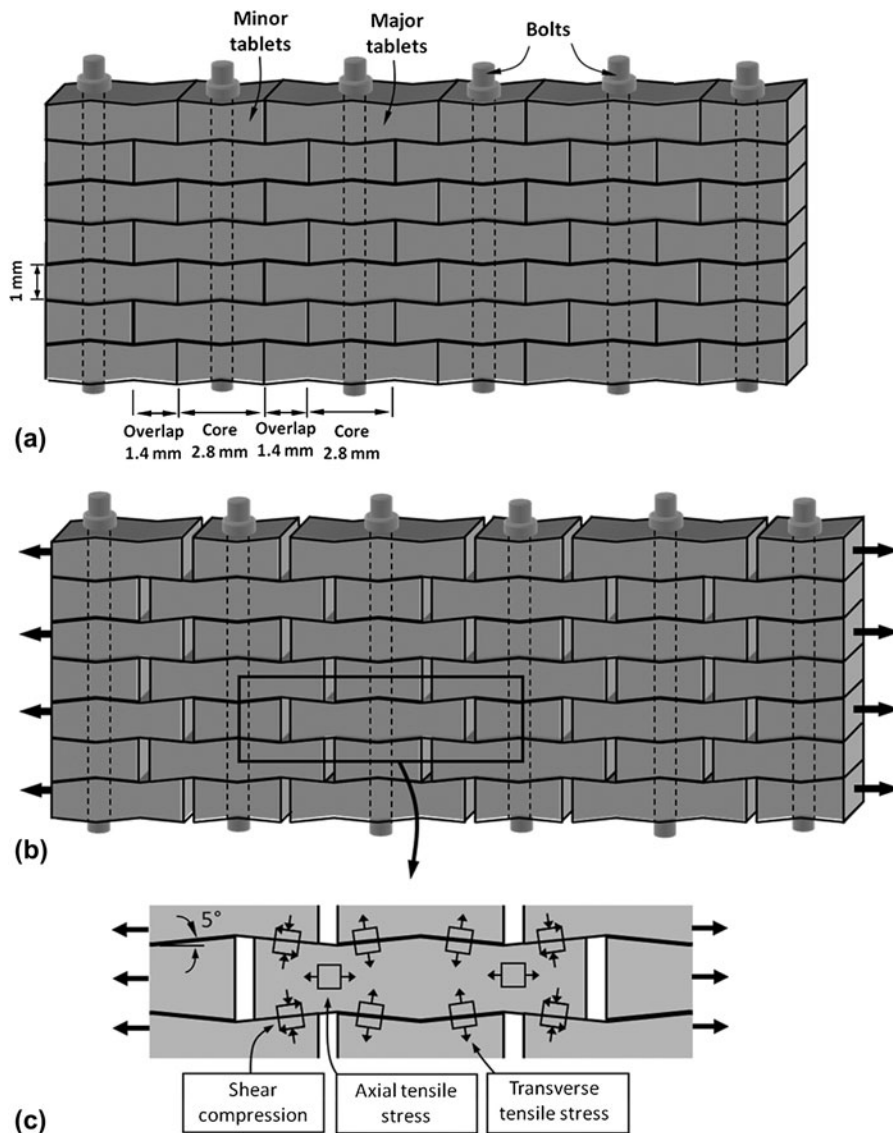 Minor
tablets
Major
tablets
Bolts
1 mm
Overlap
1.4 mm
Core
2.8 mm
Overlap
1.4 mm
Core
2.8 mm
(a)
(b)
5°
Shear
compression
Axial tensile
stress
Transverse
tensile stress
(c)